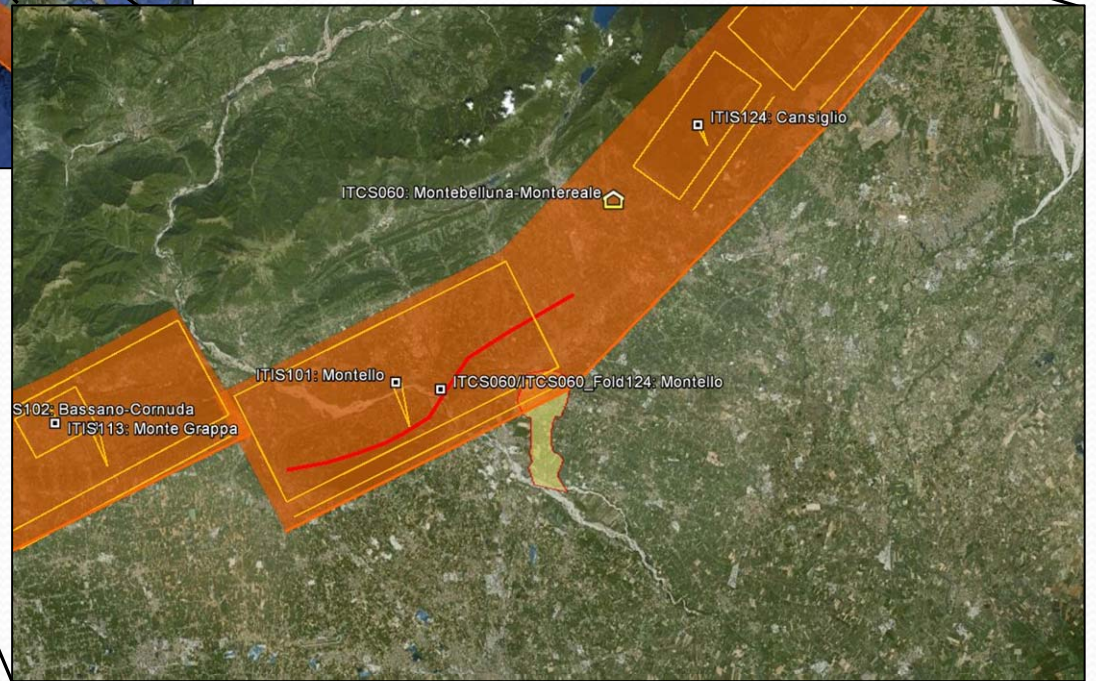 ITIS124: Cansiglio
ITCS060: Montebelluna-Montereale
ITIS101: Montello
ITCS060/ITCS060_Fold124: Montello
S102: Bassano-Cornuda
ITIS113: Monte Grappa